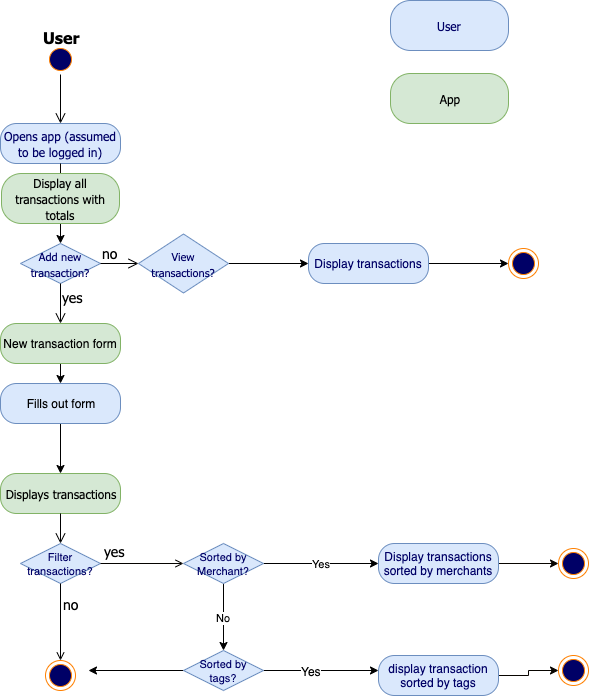 User
User
App
Opens app (assumed
to be logged in)
Display all
transactions with
totals
Add new
transaction?
no
View
transactions?
Display transactions
yes
New transaction form
Fills out form
Displays transactions
Filter
transactions?
yes
Sorted by
Merchant?
Yes
Display transactions
sorted by merchants
no
No
Sorted by
tags?
Yes
display transaction
sorted by tags